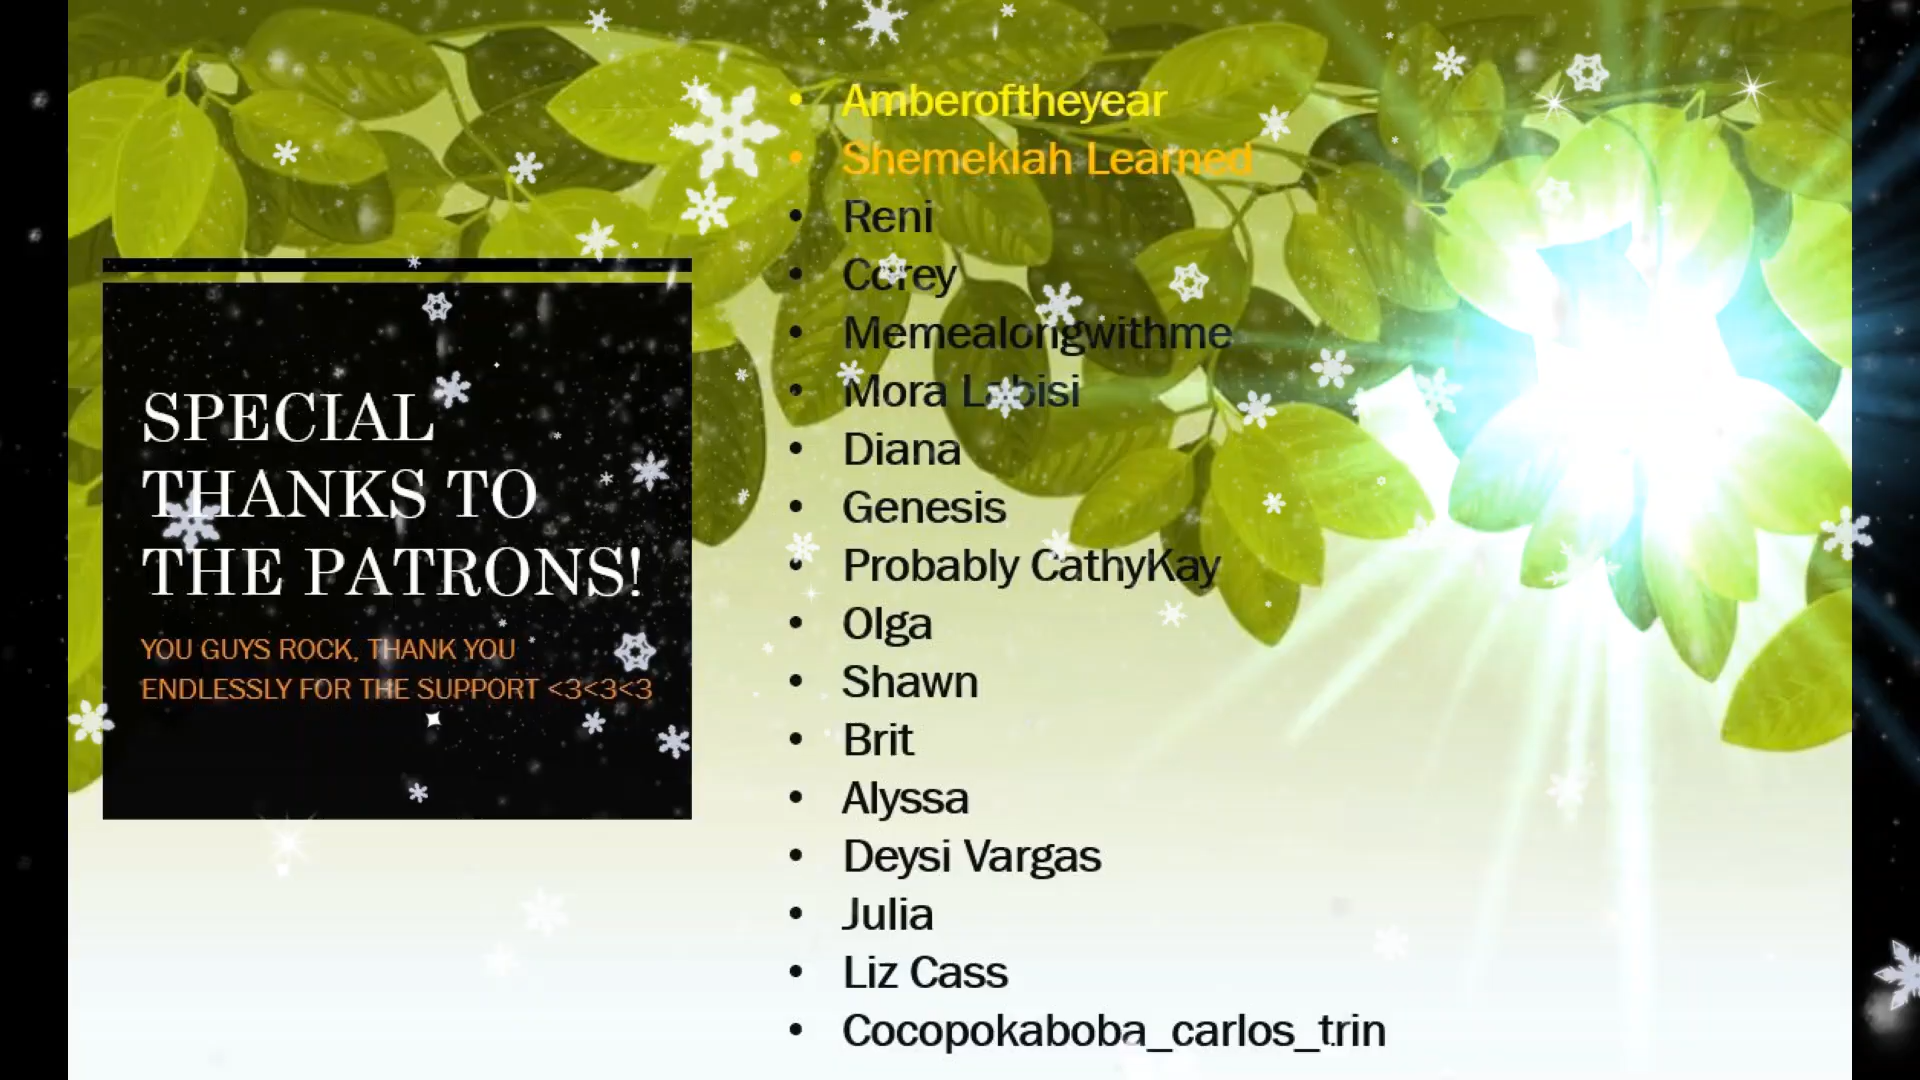 SPECIAL
THANKS TO
THE PATRONS!
YOU GUYS ROCK, THANK YOU
ENDLESSLY FOR THE SUPPORT <3<3<3
• Amberoftheyear
• Shemekiah Learned
• Reni
• Corey
• Memealongwithme
• Mora Labisi
• Diana
• Genesis
• Probably CathyKay
• Olga
• Shawn
• Brit
• Alyssa
• Deysi Vargas
• Julia
• Liz Cass
• Cocopokaboba_carlos_trin